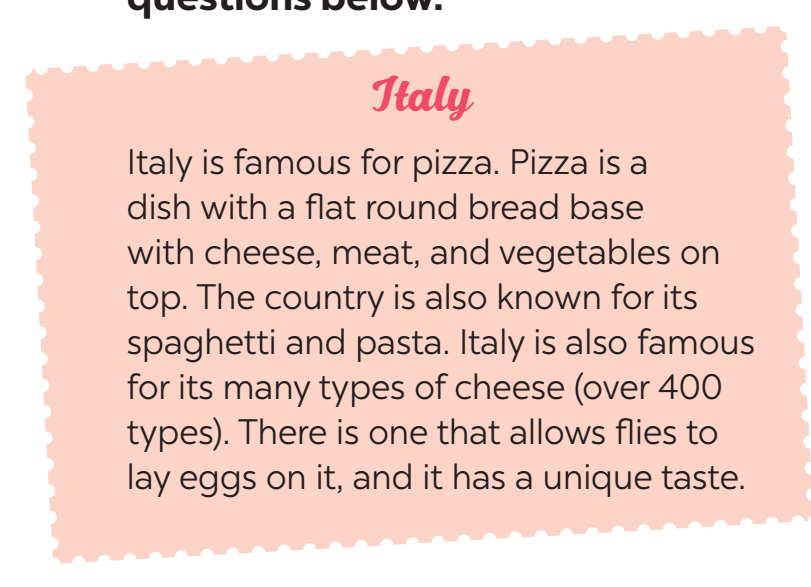 questions below.
Italy
Italy is famous for pizza. Pizza is a
dish with a flat round bread base
with cheese, meat, and vegetables on
top. The country is also known for its
spaghetti and pasta. Italy is also famous
for its many types of cheese (over 400
types). There is one that allows flies to
lay eggs on it, and it has a unique taste.